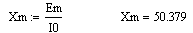 Xm := Em / I0 Xm = 50.379